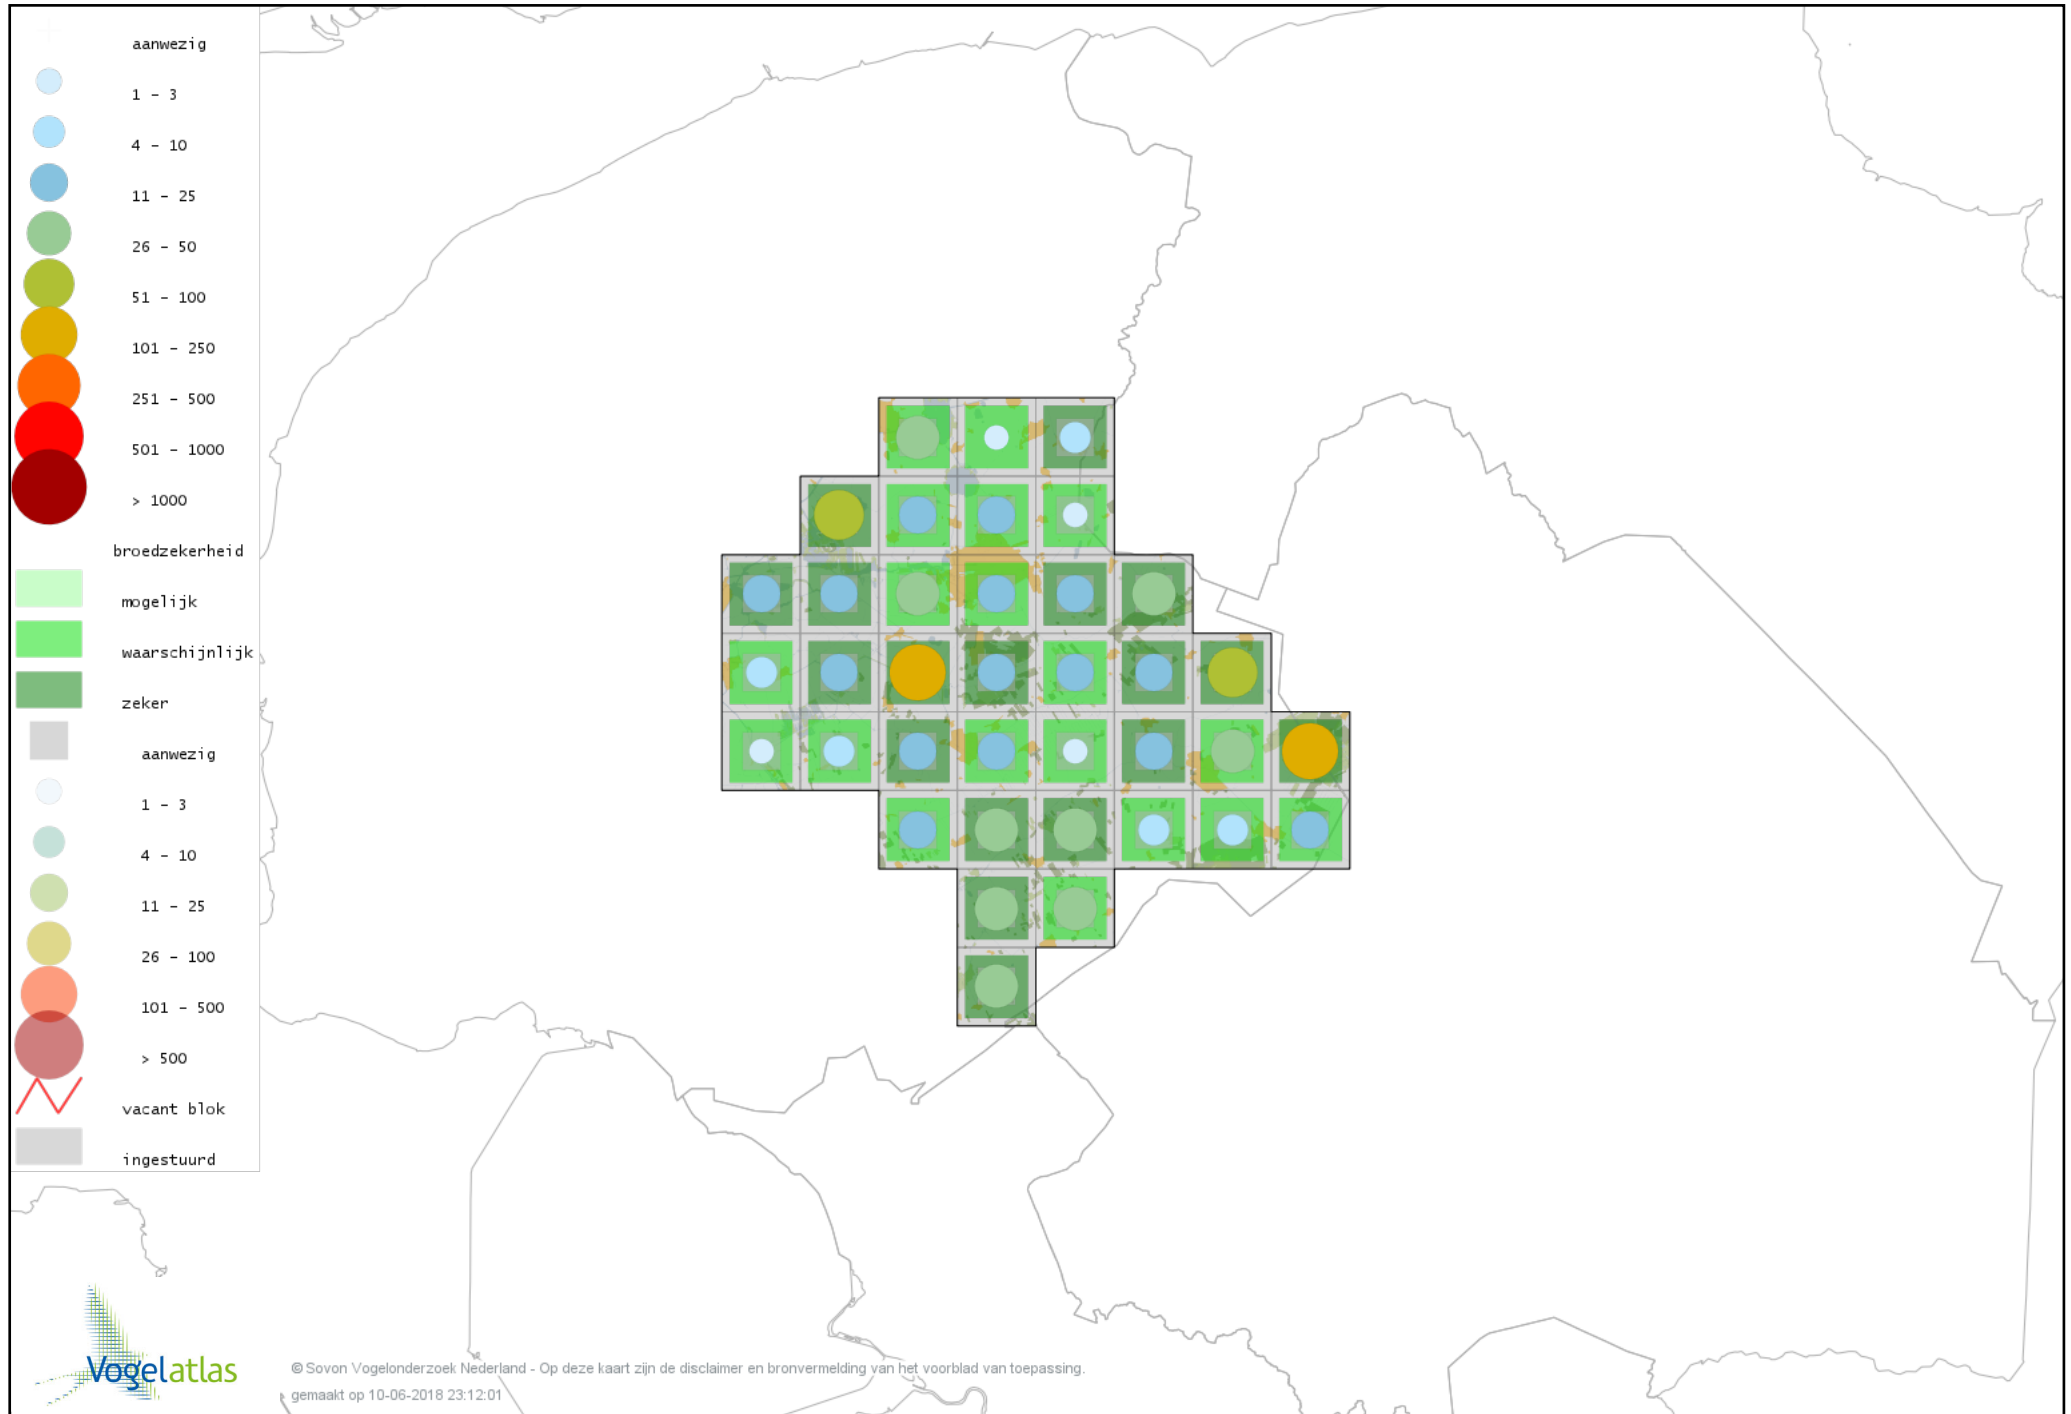 aanwezig
1 - 3
4 - 10
11 - 25
26 - 50
51 - 100
101 - 250
251 - 500
501 - 1000
> 1000
broedzekerheid
mogelijk
waarschijnlijk
zeker
aanwezig
1 - 3
4 - 10
11 - 25
26 - 100
101 - 500
> 500
vacant blok
ingestuurd
Vogelatlas
© Sovon Vogelonderzoek Nederland - Op deze kaart zijn de disclaimer en bronvermelding van het voorblad van toepassing.
gemaakt op 10-06-2018 23:12:01